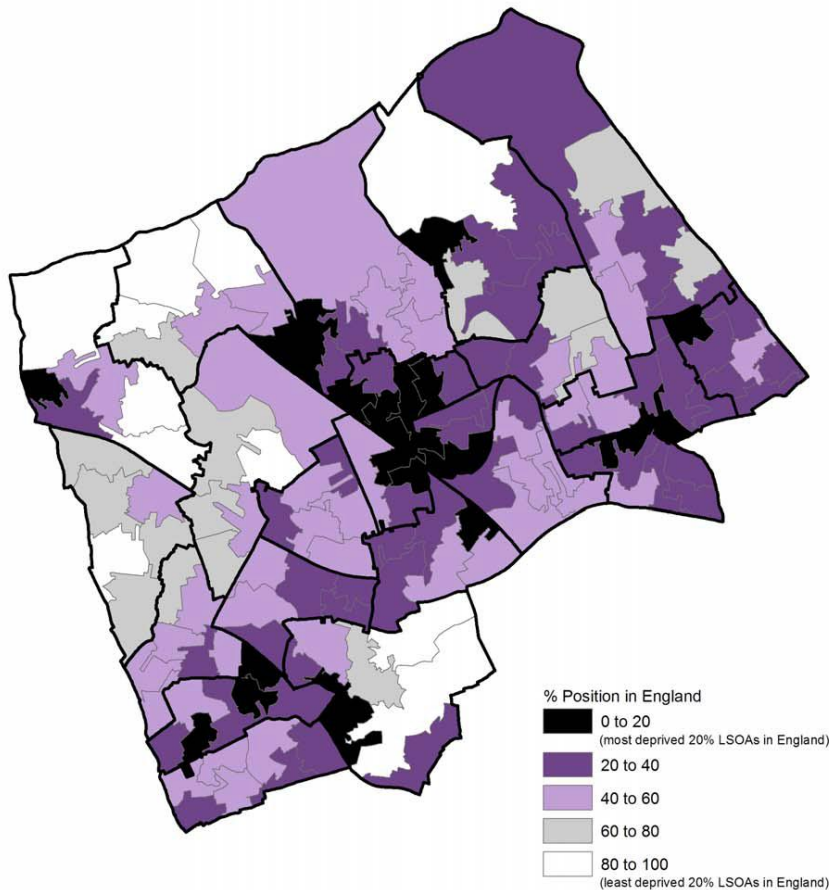 % Position in England
0 to 20
(most deprived 20% LSOAs in England)
20 to 40
40 to 60
60 to 80
80 to 100
(least deprived 20% LSOAs in England)